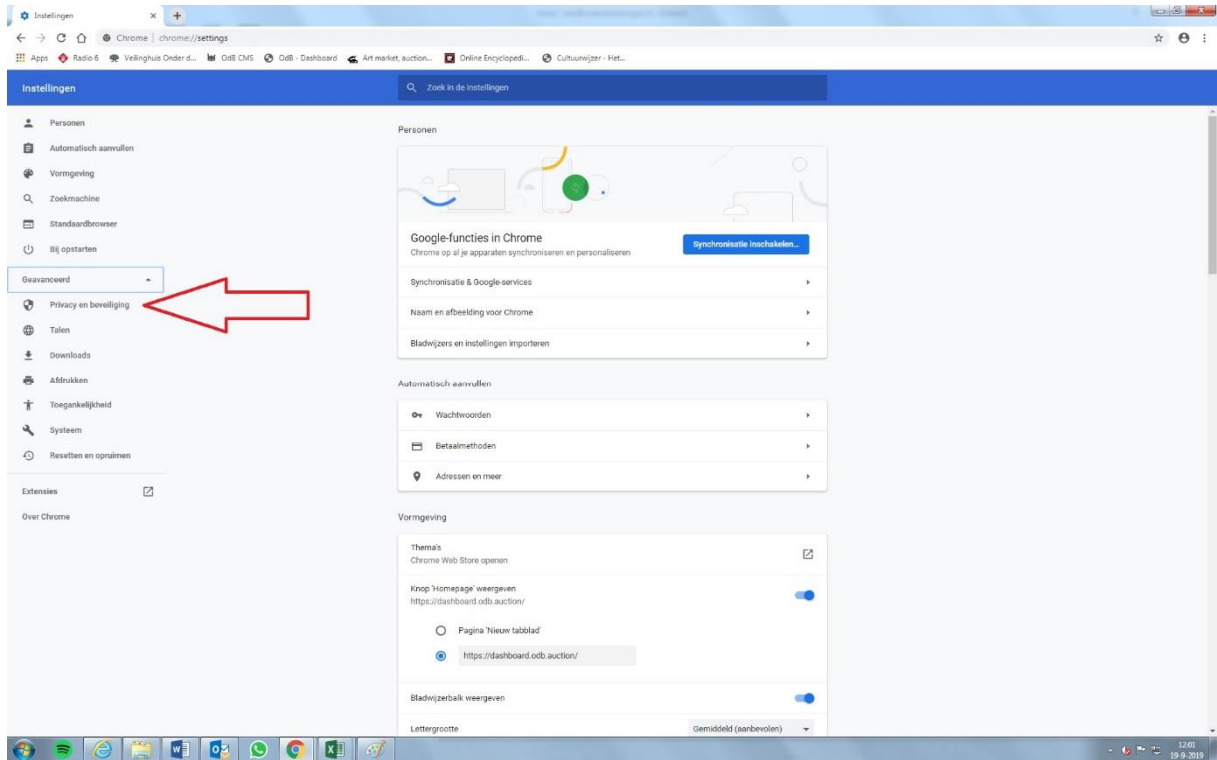 Instellingen
Chrome | chrome://settings
Apps Radio 6 Veilinghuis Onder d... OdB CMS OdB - Dashboard Art market, auction... Online Encyclopedi... Cultuurwijzer - Het...
Instellingen
Zoek in de instellingen
Personen
Automatisch aanvullen
Vormgeving
Zoekmachine
Standaardbrowser
Bij opstarten
Geavanceerd
Privacy en beveiliging
Talen
Downloads
Afdrukken
Toegankelijkheid
Systeem
Resetten en opruimen
Extensies
Over Chrome
Personen
Google-functies in Chrome
Chrome op al je apparaten synchroniseren en personaliseren
Synchronisatie inschakelen...
Synchronisatie & Google-services
Naam en afbeelding voor Chrome
Bladwijzers en instellingen importeren
Automatisch aanvullen
Wachtwoorden
Betaalmethoden
Adressen en meer
Vormgeving
Thema's
Chrome Web Store openen
Knop 'Homepage' weergeven
https://dashboard.odb.auction/
Pagina 'Nieuw tabblad'
https://dashboard.odb.auction/
Bladwijzerbalk weergeven
Lettergrootte
Gemiddeld (aanbevolen)
12:01
19-9-2019